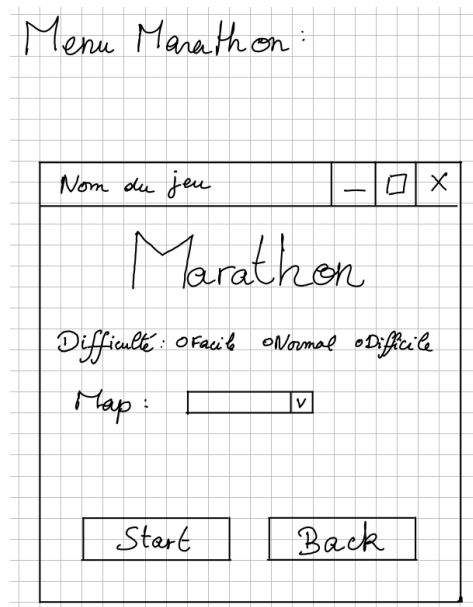 Menu Marathon :
Nom du jeu
Marathon
Difficulté : Facile Normal Difficile
Map :
Start Back